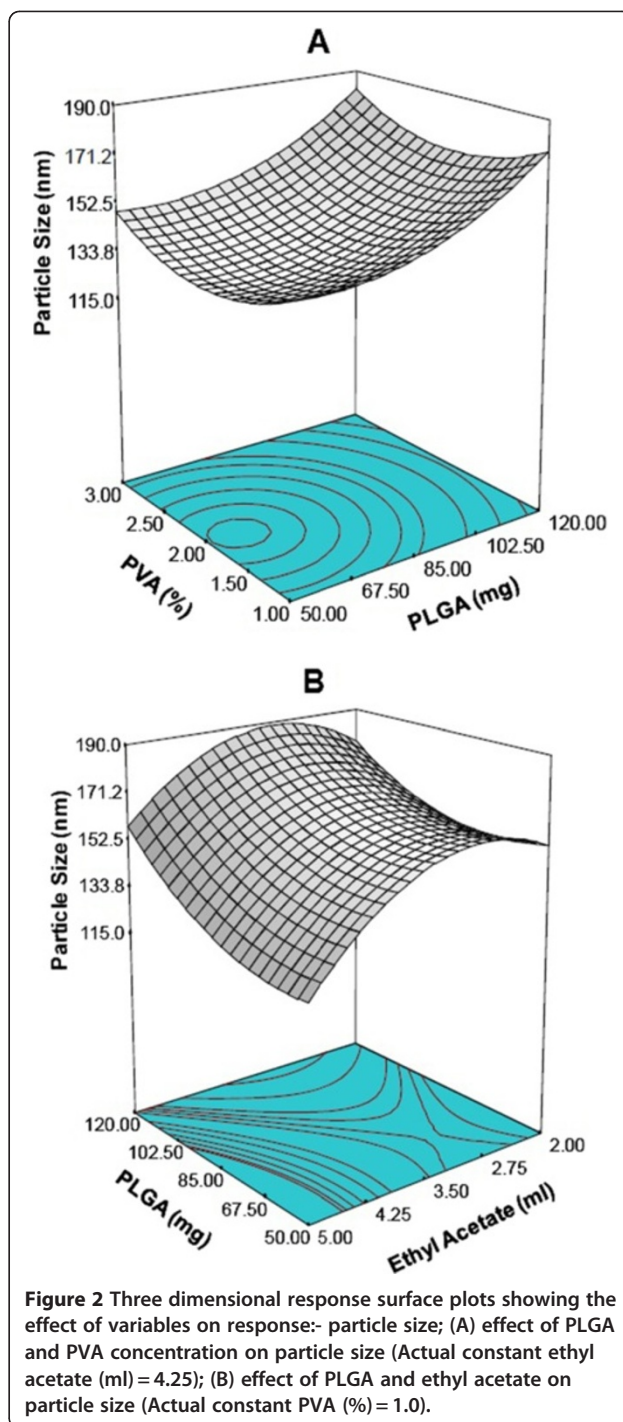 A
190.0
171.2
152.5
133.8
115.0
Particle Size (nm)
3.00
2.50
2.00
1.50
1.00
PVA (%)
50.00
67.50
85.00
102.50
120.00
PLGA (mg)
B
190.0
171.2
152.5
133.8
115.0
Particle Size (nm)
120.00
102.50
85.00
67.50
50.00
PLGA (mg)
5.00
4.25
3.50
2.75
2.00
Ethyl Acetate (ml)
Figure 2 Three dimensional response surface plots showing the
effect of variables on response:- particle size; (A) effect of PLGA
and PVA concentration on particle size (Actual constant ethyl
acetate (ml) = 4.25); (B) effect of PLGA and ethyl acetate on
particle size (Actual constant PVA (%) = 1.0).